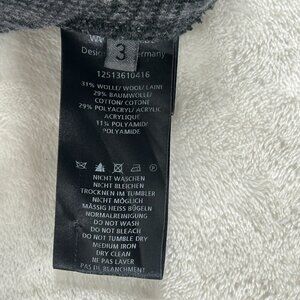 3
12513610416
31% WOLLE/ WOOL/ LAINE
29% BAUMWOLLE/
COTTON/ COTONE
29% POLYACRYL/ ACRYLIC
ACRYLIQUE
11% POLYAMID/
POLYAMIDE
NICHT WASCHEN
NICHT BLEICHEN
TROCKNEN IM TUMBLER
NICHT MÖGLICH
MÄSSIG HEISS BÜGELN
NORMALREINIGUNG
DO NOT WASH
DO NOT BLEACH
DO NOT TUMBLE DRY
MEDIUM IRON
DRY CLEAN
NE PAS LAVER
PAS DE BLANCHIMENT